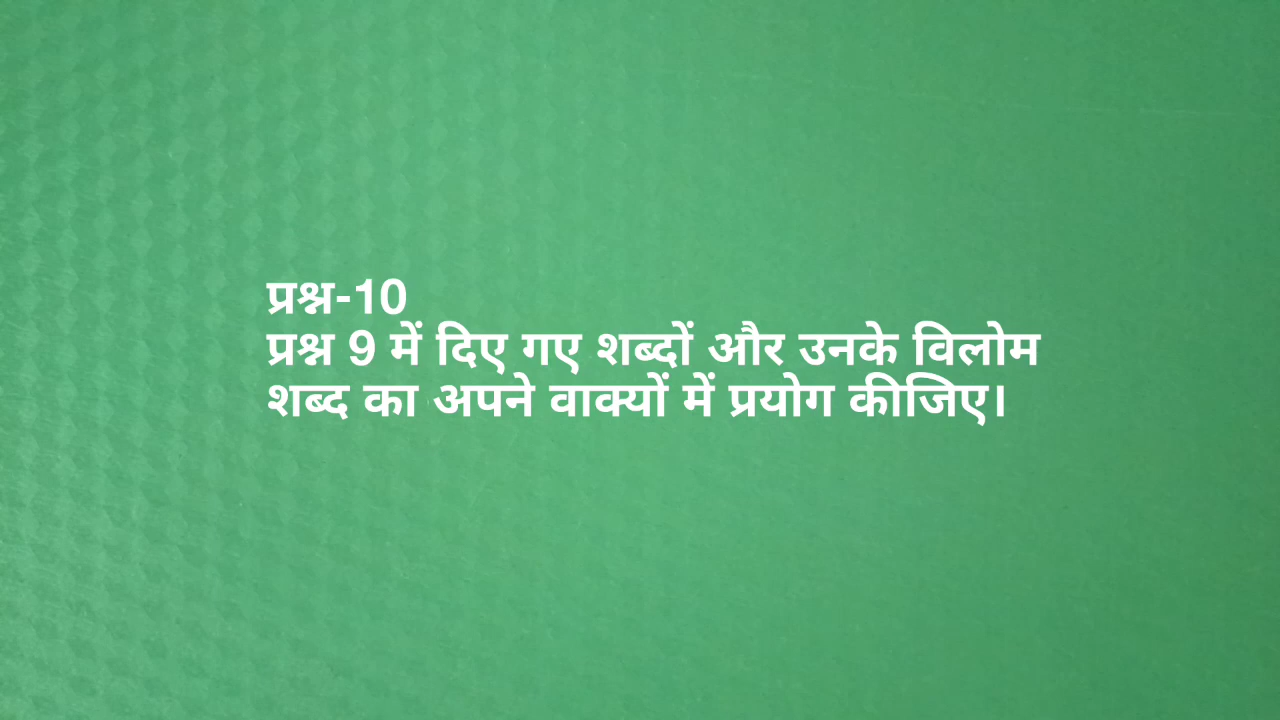 प्रश्न-10
प्रश्न 9 में दिए गए शब्दों और उनके विलोम
शब्द का अपने वाक्यों में प्रयोग कीजिए।